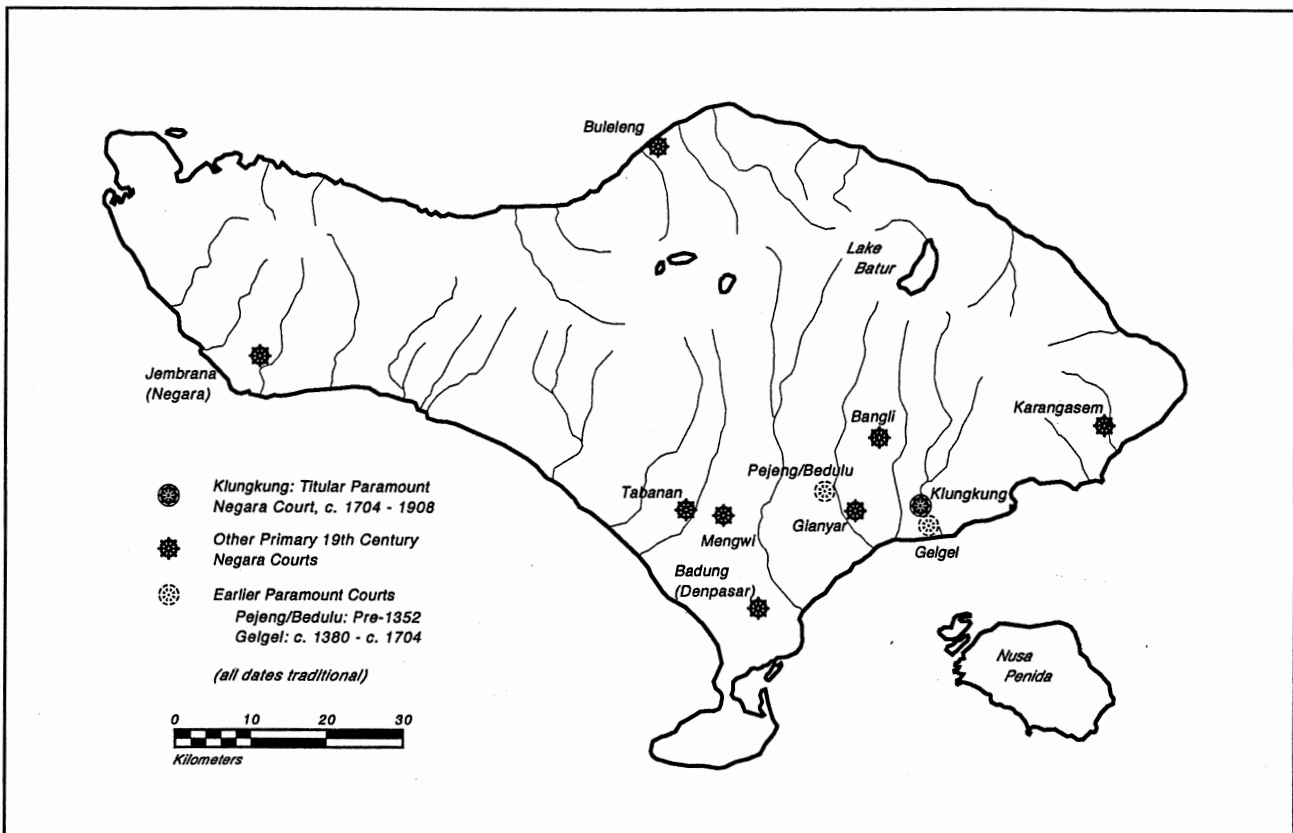 Buleleng
Lake
Batur
Jembrana
(Negara)
Karangasem
Bangli
Pejeng/Bedulu
Tabanan
Klungkung
Mengwi
Gianyar
Gelgel
Badung
(Denpasar)
Nusa
Penida
Klungkung: Titular Paramount
Negara Court, c. 1704 - 1908
Other Primary 19th Century
Negara Courts
Earlier Paramount Courts
Pejeng/Bedulu: Pre-1352
Gelgel: c. 1380 - c. 1704
(all dates traditional)
0 10 20 30
Kilometers